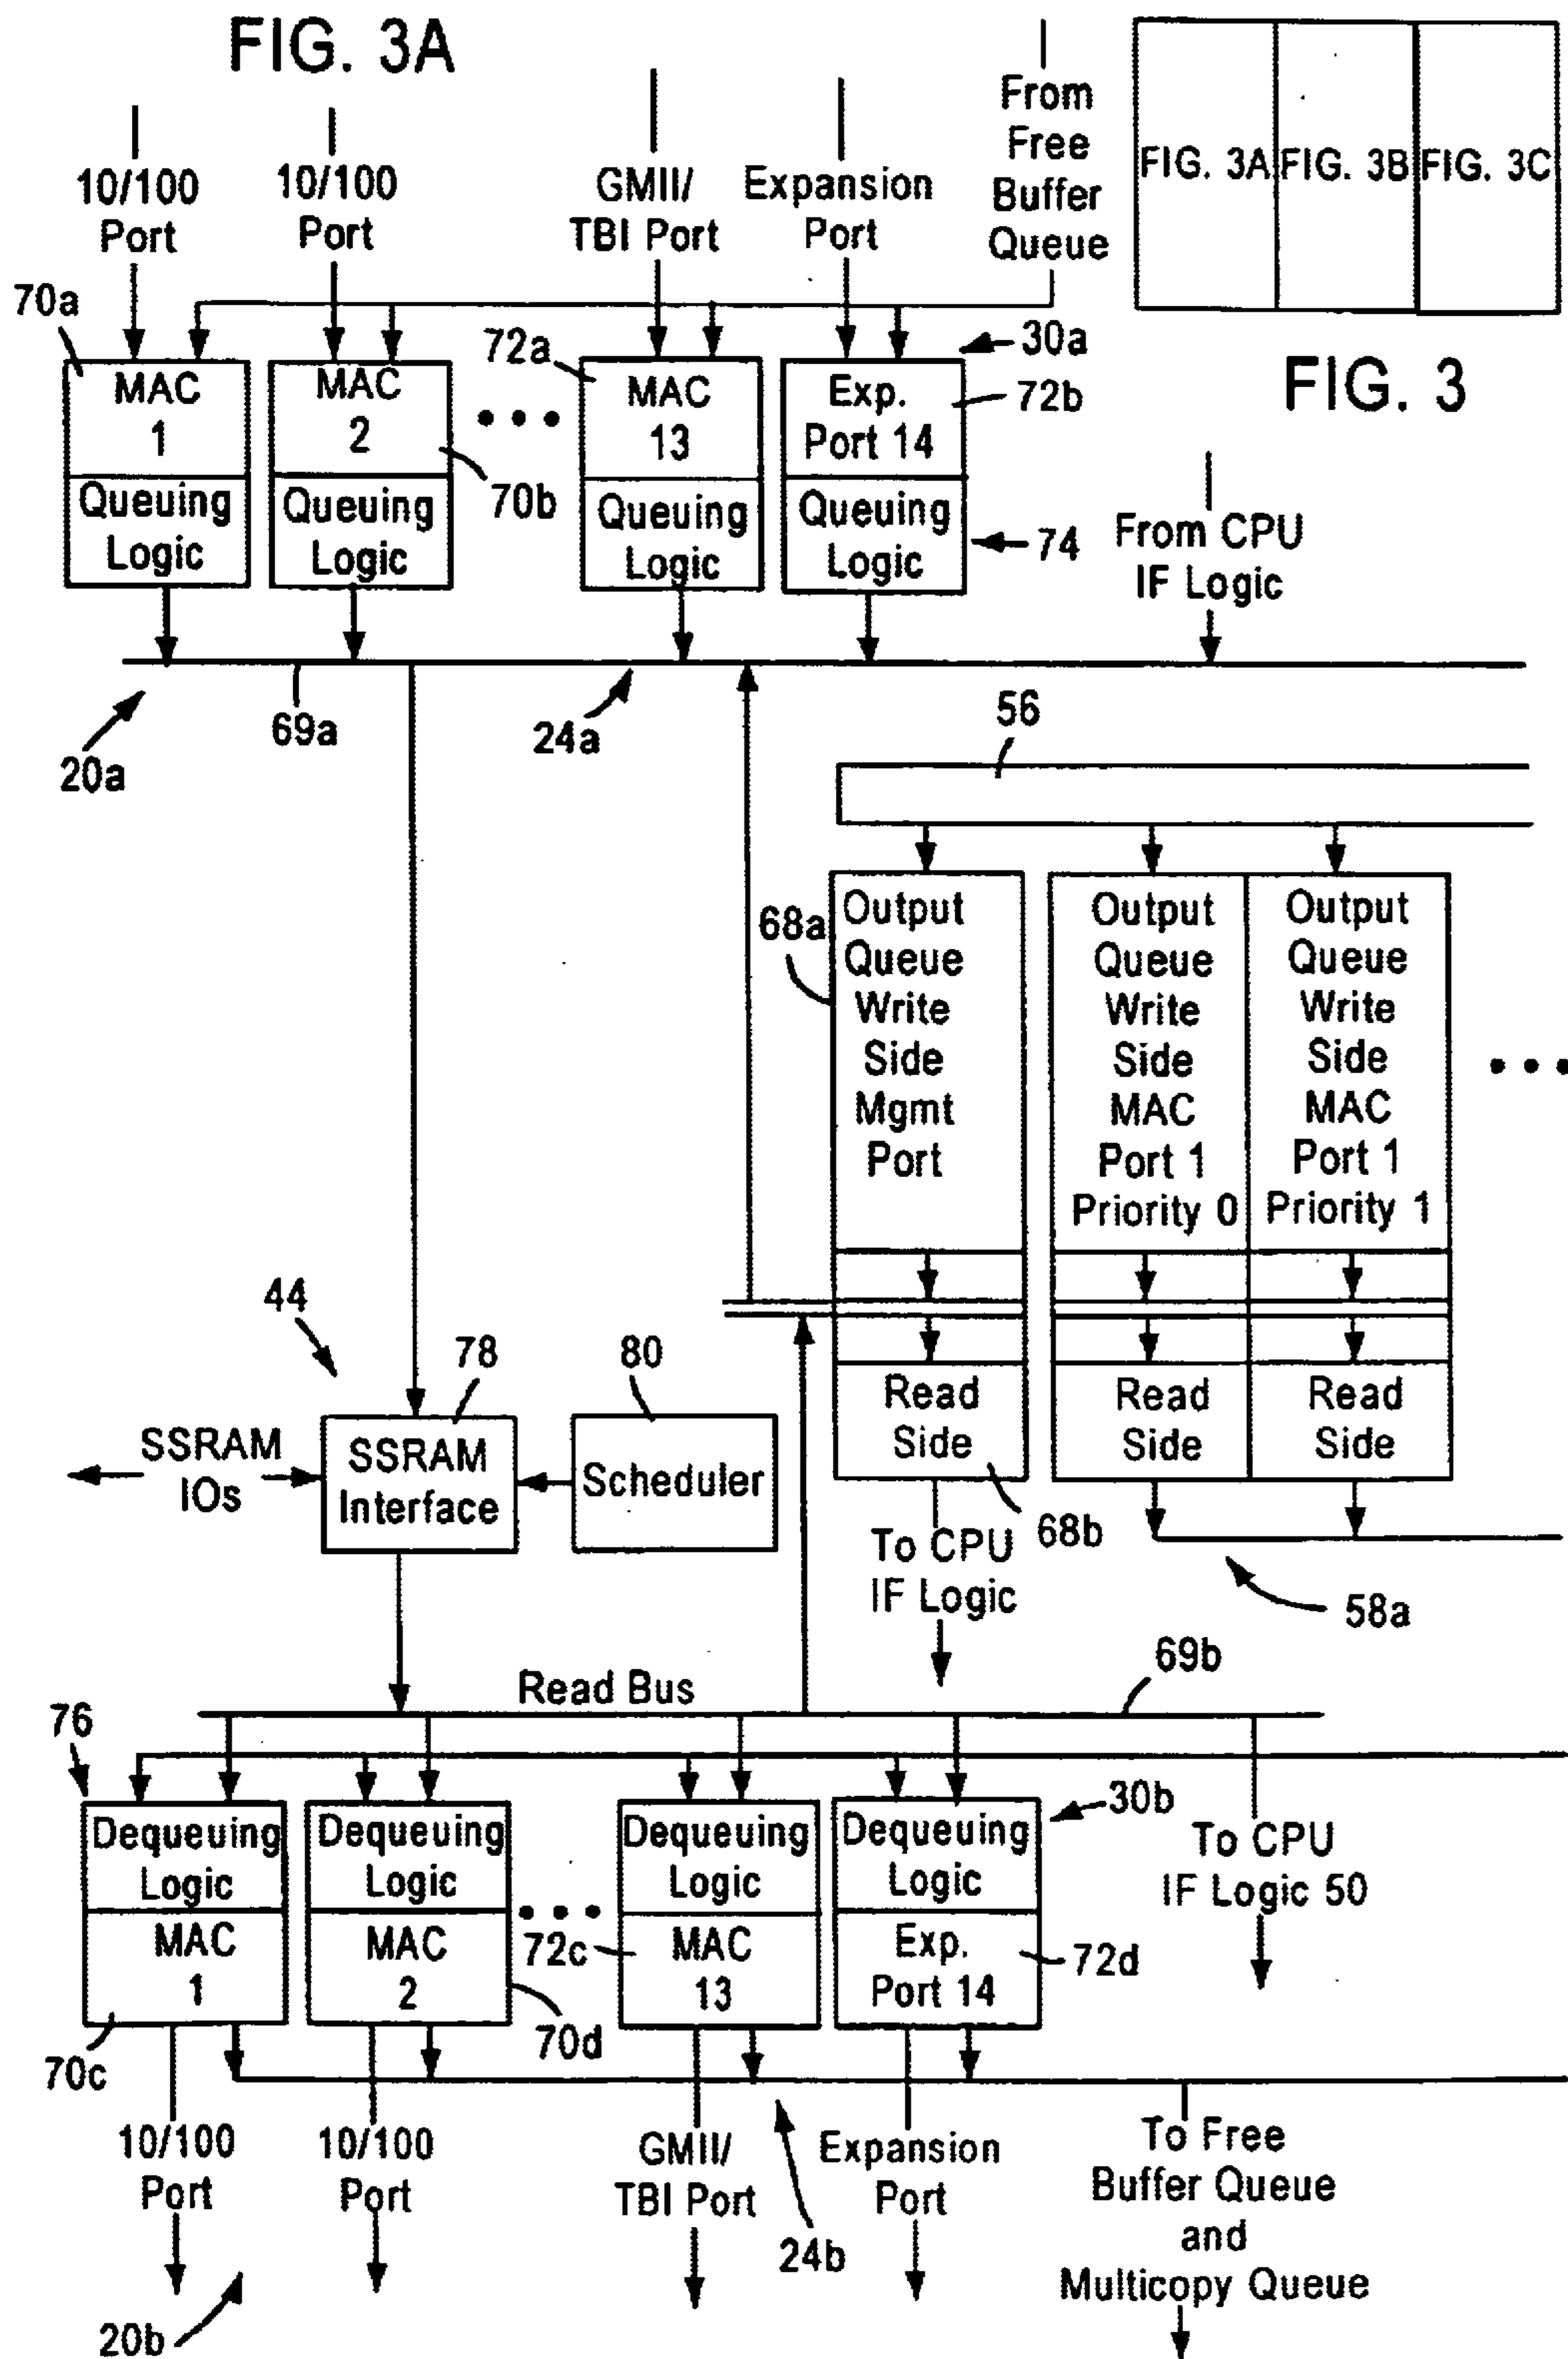 FIG. 3A
From
Free
Buffer
Queue
FIG. 3A
FIG. 3B
FIG. 3C
FIG. 3
10/100
Port
10/100
Port
GMII/
TBI Port
Expansion
Port
70a
72a
30a
MAC
1
Queuing
Logic
MAC
2
Queuing
Logic
70b
MAC
13
Queuing
Logic
Exp.
Port 14
Queuing
Logic
72b
74
From CPU
IF Logic
20a
69a
24a
56
68a
Output
Queue
Write
Side
Mgmt
Port
Output
Queue
Write
Side
MAC
Port 1
Priority 0
Output
Queue
Write
Side
MAC
Port 1
Priority 1
Read
Side
Read
Side
Read
Side
44
78
80
SSRAM
IOs
SSRAM
Interface
Scheduler
To CPU
IF Logic
68b
58a
Read Bus
69b
76
30b
Dequeuing
Logic
MAC
1
Dequeuing
Logic
MAC
2
72c
Dequeuing
Logic
MAC
13
Dequeuing
Logic
Exp.
Port 14
72d
To CPU
IF Logic 50
70c
70d
10/100
Port
10/100
Port
GMII/
TBI Port
Expansion
Port
24b
To Free
Buffer Queue
and
Multicopy Queue
20b